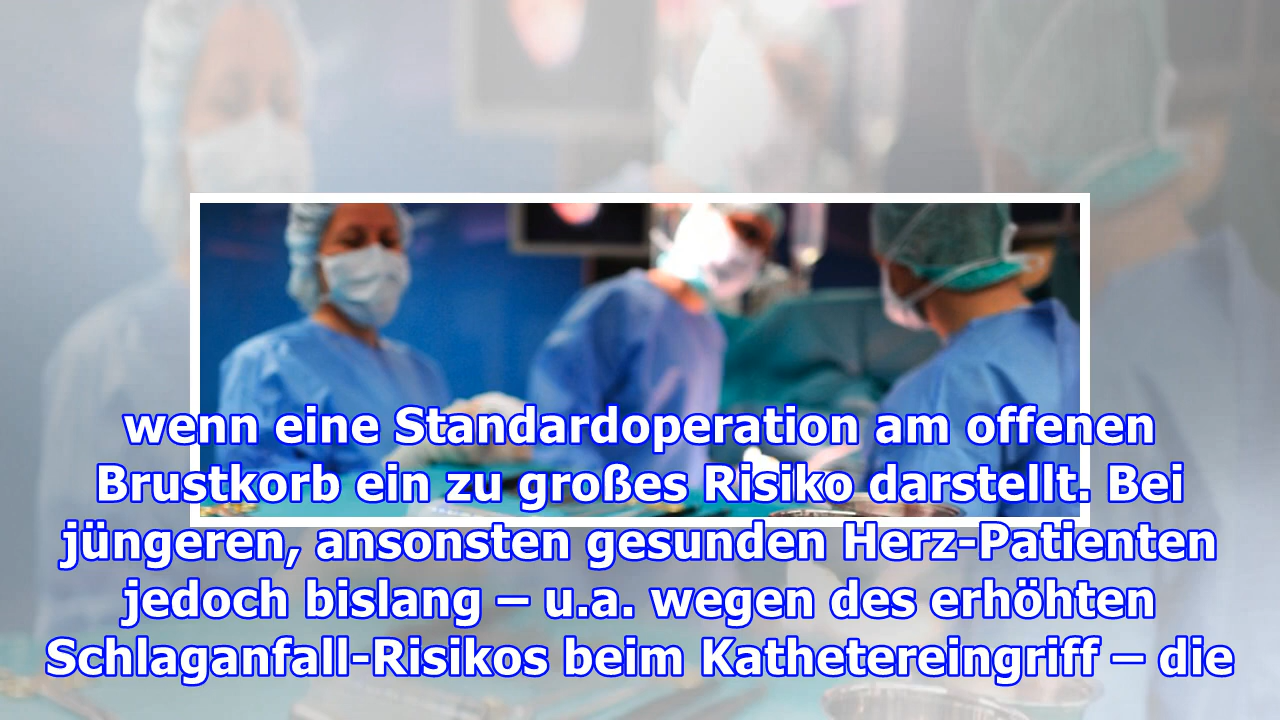 wenn eine Standardoperation am offenen
Brustkorb ein zu großes Risiko darstellt. Bei
jüngeren, ansonsten gesunden Herz-Patienten
jedoch bislang – u.a. wegen des erhöhten
Schlaganfall-Risikos beim Kathetereingriff – die